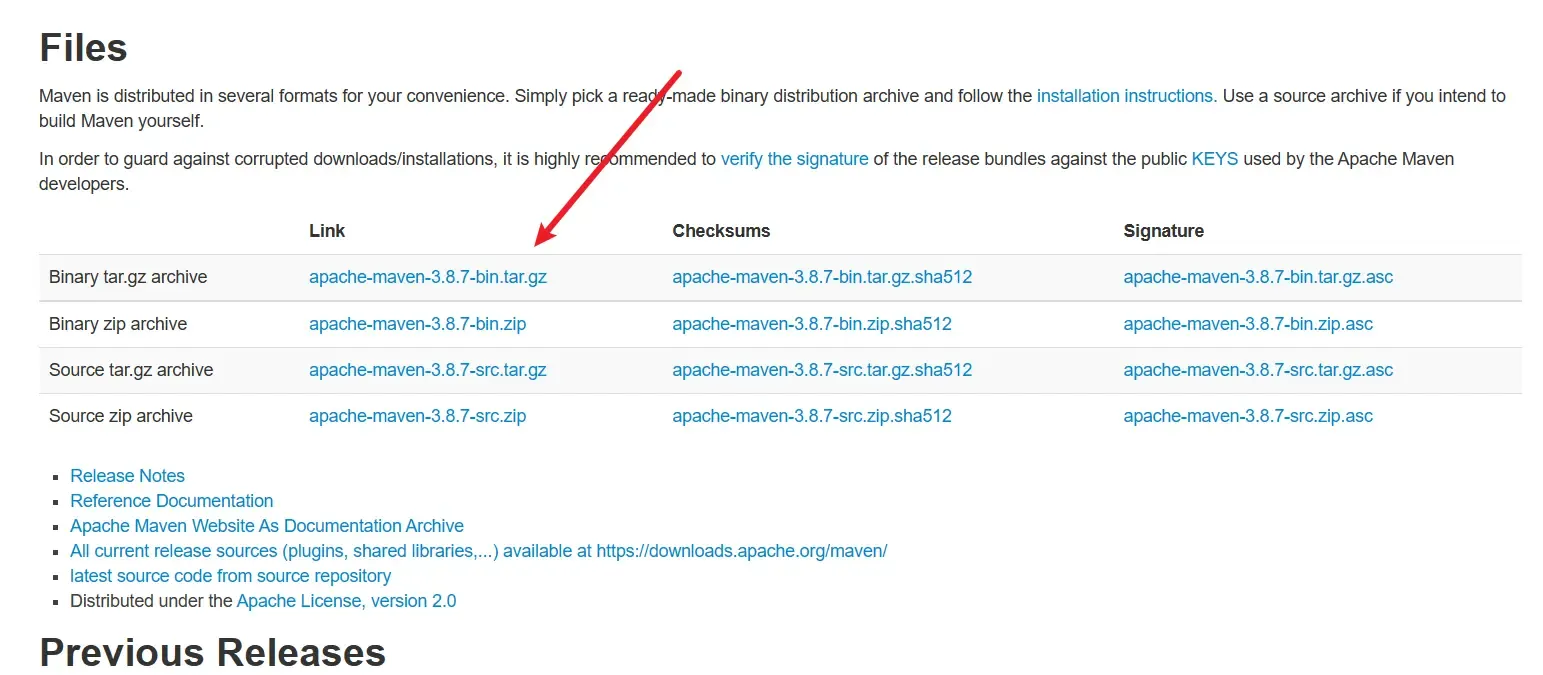 Files
Maven is distributed in several formats for your convenience. Simply pick a ready-made binary distribution archive and follow the installation instructions. Use a source archive if you intend to
build Maven yourself.
In order to guard against corrupted downloads/installations, it is highly recommended to verify the signature of the release bundles against the public KEYS used by the Apache Maven
developers.
Link Checksums Signature
Binary tar.gz archive apache-maven-3.8.7-bin.tar.gz apache-maven-3.8.7-bin.tar.gz.sha512 apache-maven-3.8.7-bin.tar.gz.asc
Binary zip archive apache-maven-3.8.7-bin.zip apache-maven-3.8.7-bin.zip.sha512 apache-maven-3.8.7-bin.zip.asc
Source tar.gz archive apache-maven-3.8.7-src.tar.gz apache-maven-3.8.7-src.tar.gz.sha512 apache-maven-3.8.7-src.tar.gz.asc
Source zip archive apache-maven-3.8.7-src.zip apache-maven-3.8.7-src.zip.sha512 apache-maven-3.8.7-src.zip.asc
Release Notes
Reference Documentation
Apache Maven Website As Documentation Archive
All current release sources (plugins, shared libraries,...) available at https://downloads.apache.org/maven/
latest source code from source repository
Distributed under the Apache License, version 2.0
Previous Releases